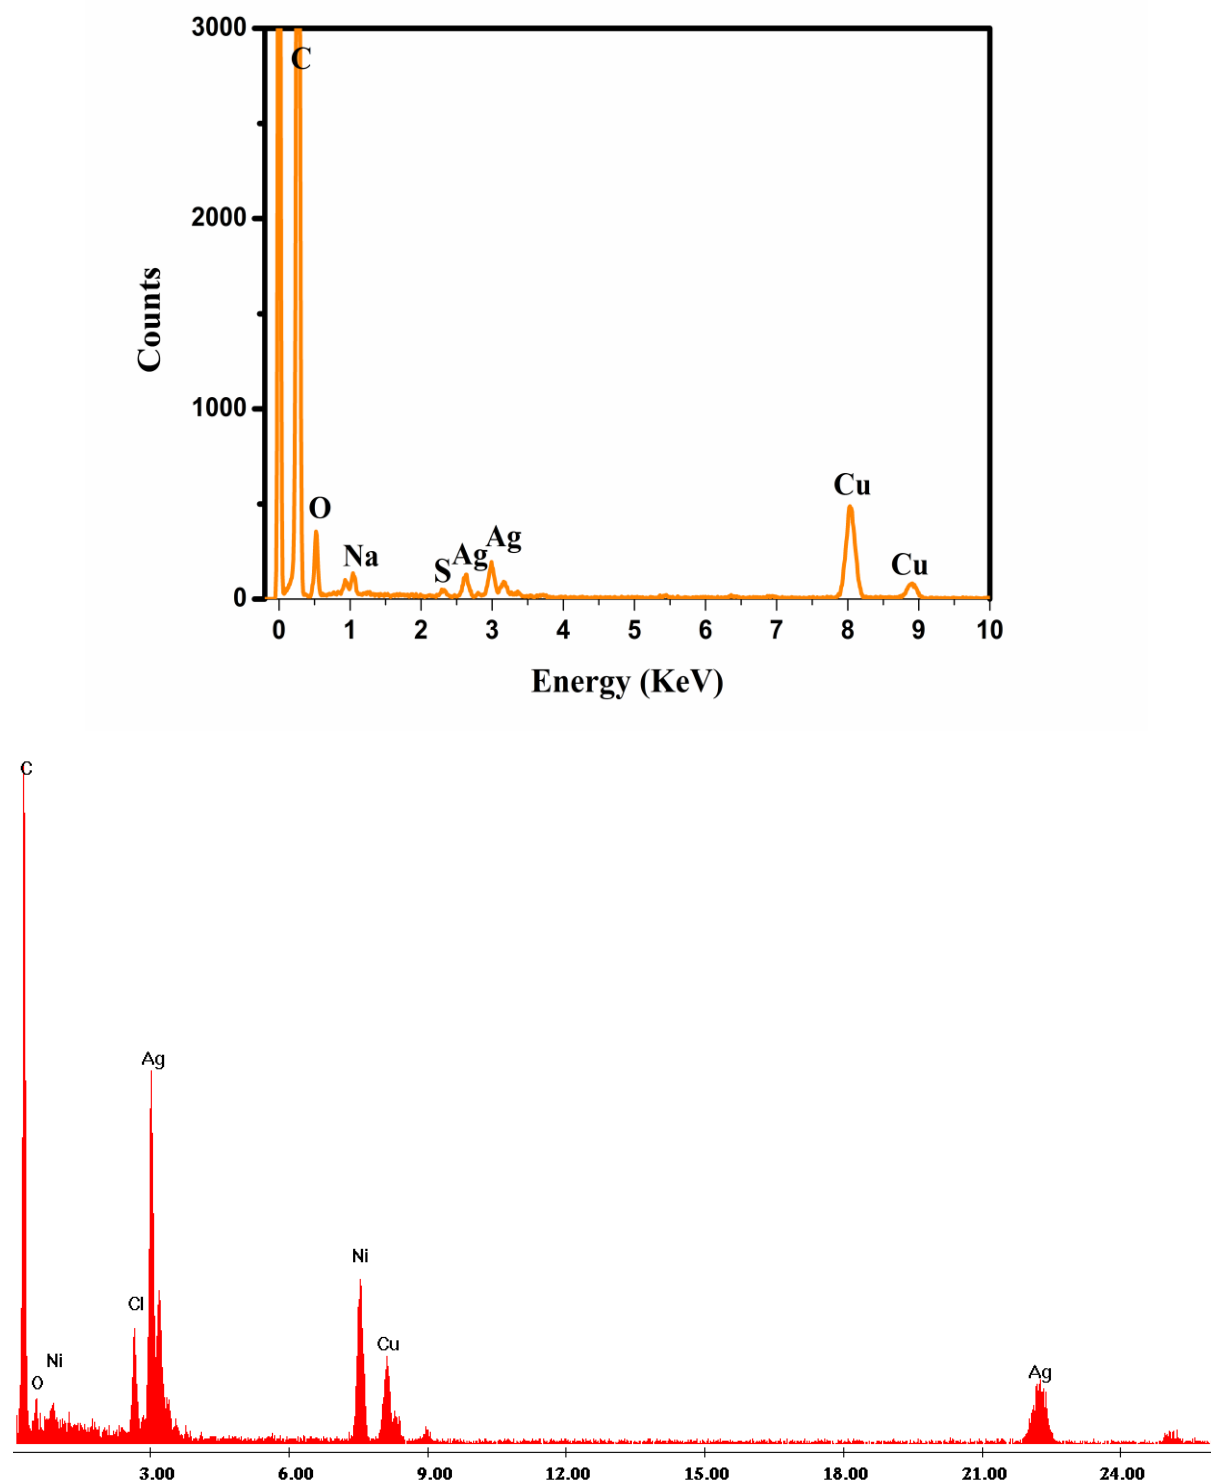 3000
C
2000
Counts
1000
O
Cu
Ag
Na
Ag
S
Cu
0
0 1 2 3 4 5 6 7 8 9 10
Energy (KeV)
C
Ag
Ni
Cl
Cu
Ni
Ag
O
3.00 6.00 9.00 12.00 15.00 18.00 21.00 24.00